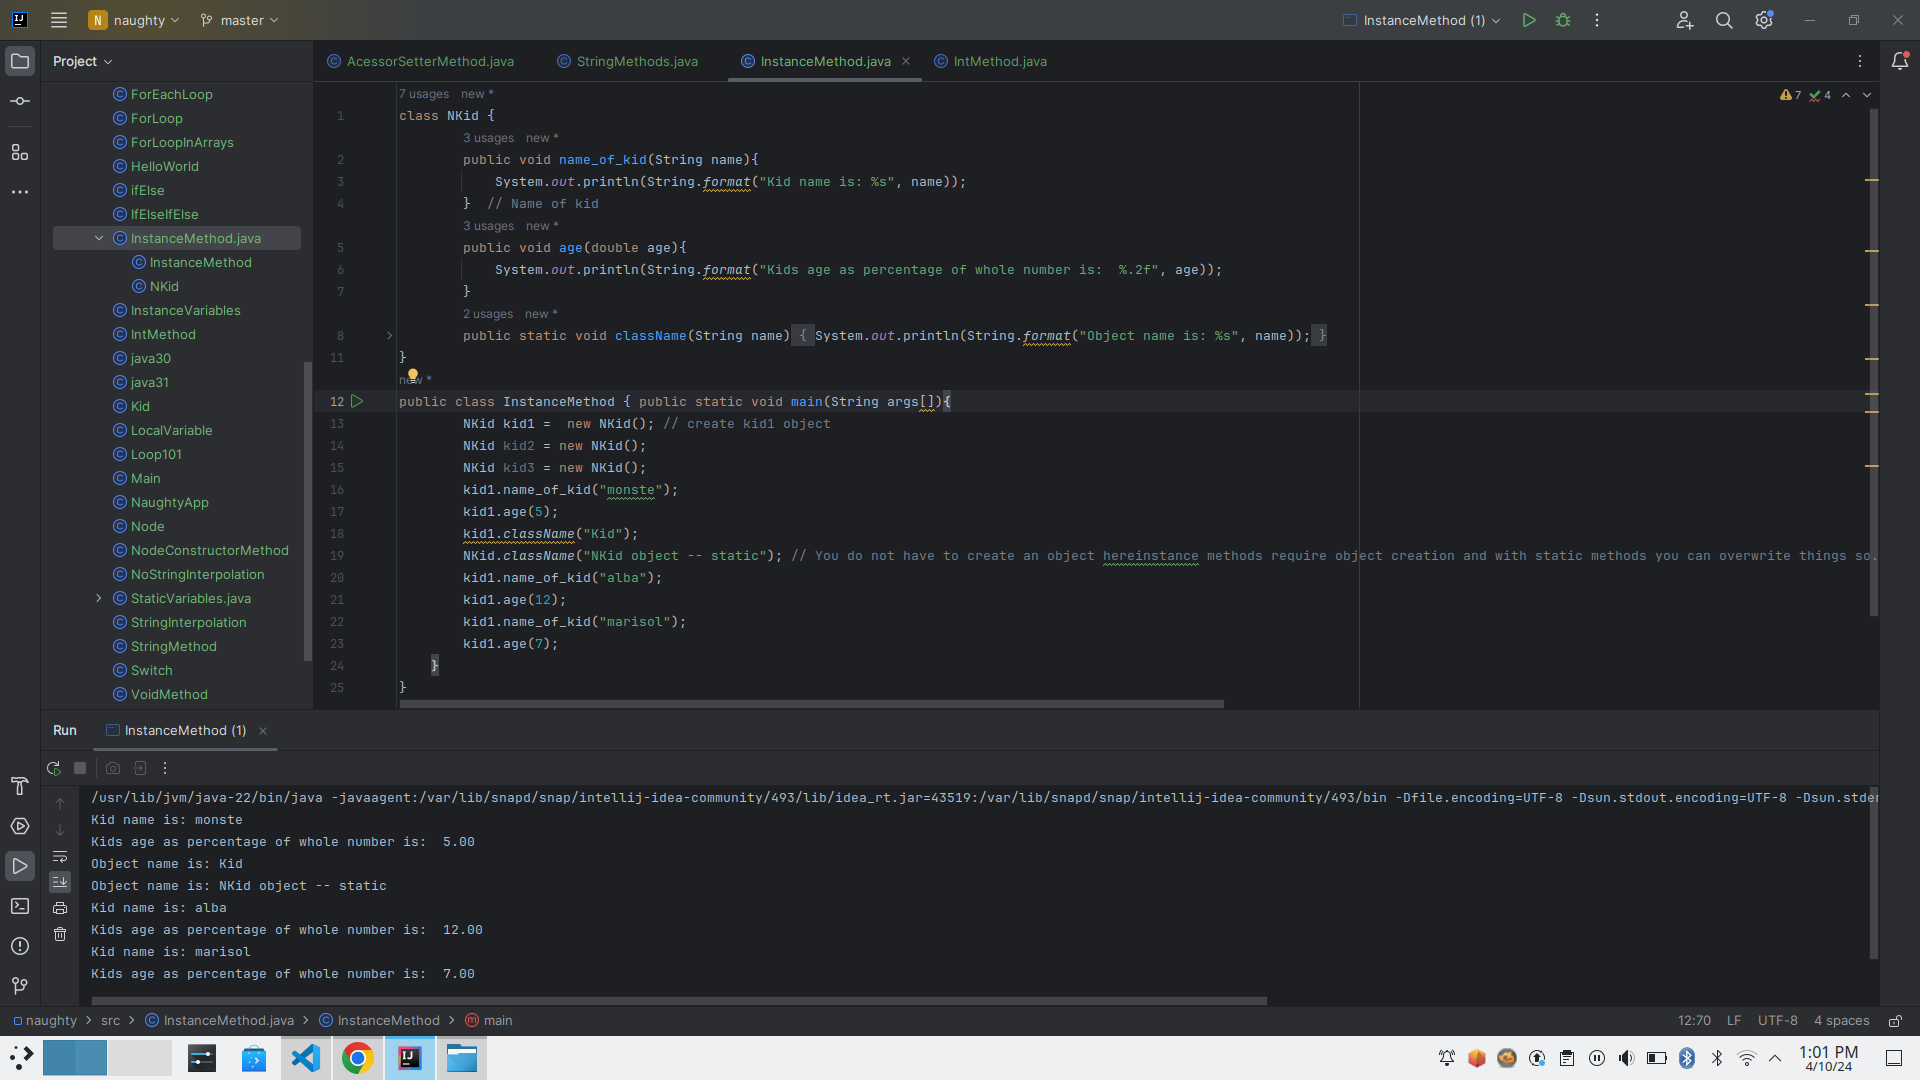 IJ
N naughty
master
InstanceMethod (1)
Project
AcessorSetterMethod.java
StringMethods.java
InstanceMethod.java
IntMethod.java
ForEachLoop
ForLoop
ForLoopInArrays
HelloWorld
ifElse
IfElseIfElse
InstanceMethod.java
InstanceMethod
NKid
InstanceVariables
IntMethod
java30
java31
Kid
LocalVariable
Loop101
Main
NaughtyApp
Node
NodeConstructorMethod
NoStringInterpolation
StaticVariables.java
StringInterpolation
StringMethod
Switch
VoidMethod
7 4
7 usages new *
1 class NKid {
3 usages new *
2 public void name_of_kid(String name){
3 System.out.println(String.format("Kid name is: %s", name));
4 } // Name of kid
3 usages new *
5 public void age(double age){
6 System.out.println(String.format("Kids age as percentage of whole number is:  %.2f", age));
7 }
2 usages new *
8 public static void className(String name) { System.out.println(String.format("Object name is: %s", name)); }
11 }
new *
12 public class InstanceMethod { public static void main(String args[]){
13 NKid kid1 =  new NKid(); // create kid1 object
14 NKid kid2 = new NKid();
15 NKid kid3 = new NKid();
16 kid1.name_of_kid("monste");
17 kid1.age(5);
18 kid1.className("Kid");
19 NKid.className("NKid object -- static"); // You do not have to create an object hereinstance methods require object creation and with static methods you can overwrite things so.
20 kid1.name_of_kid("alba");
21 kid1.age(12);
22 kid1.name_of_kid("marisol");
23 kid1.age(7);
24 }
25 }
Run
InstanceMethod (1)
/usr/lib/jvm/java-22/bin/java -javaagent:/var/lib/snapd/snap/intellij-idea-community/493/lib/idea_rt.jar=43519:/var/lib/snapd/snap/intellij-idea-community/493/bin -Dfile.encoding=UTF-8 -Dsun.stdout.encoding=UTF-8 -Dsun.stder
Kid name is: monste
Kids age as percentage of whole number is:  5.00
Object name is: Kid
Object name is: NKid object -- static
Kid name is: alba
Kids age as percentage of whole number is:  12.00
Kid name is: marisol
Kids age as percentage of whole number is:  7.00
naughty > src > InstanceMethod.java > InstanceMethod > main
12:70 LF UTF-8 4 spaces
IJ
1:01 PM
4/10/24